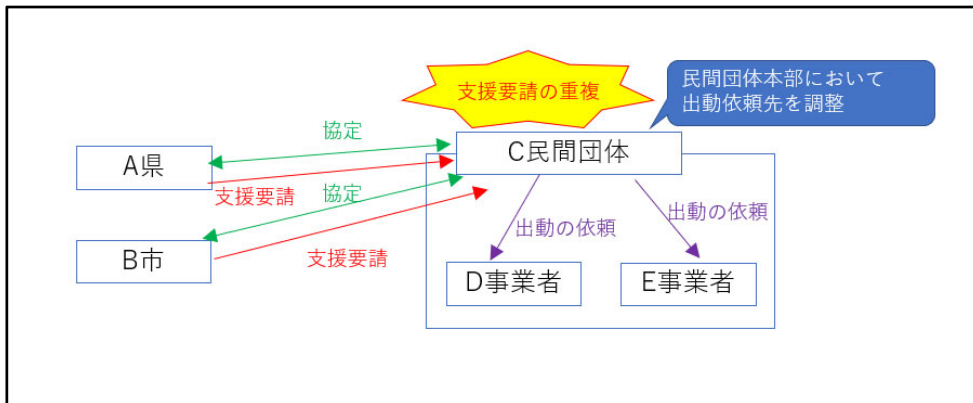 支援要請の重複
民間団体本部において
出動依頼先を調整
協定
C民間団体
A県
支援要請
協定
出動の依頼
出動の依頼
B市
支援要請
D事業者
E事業者